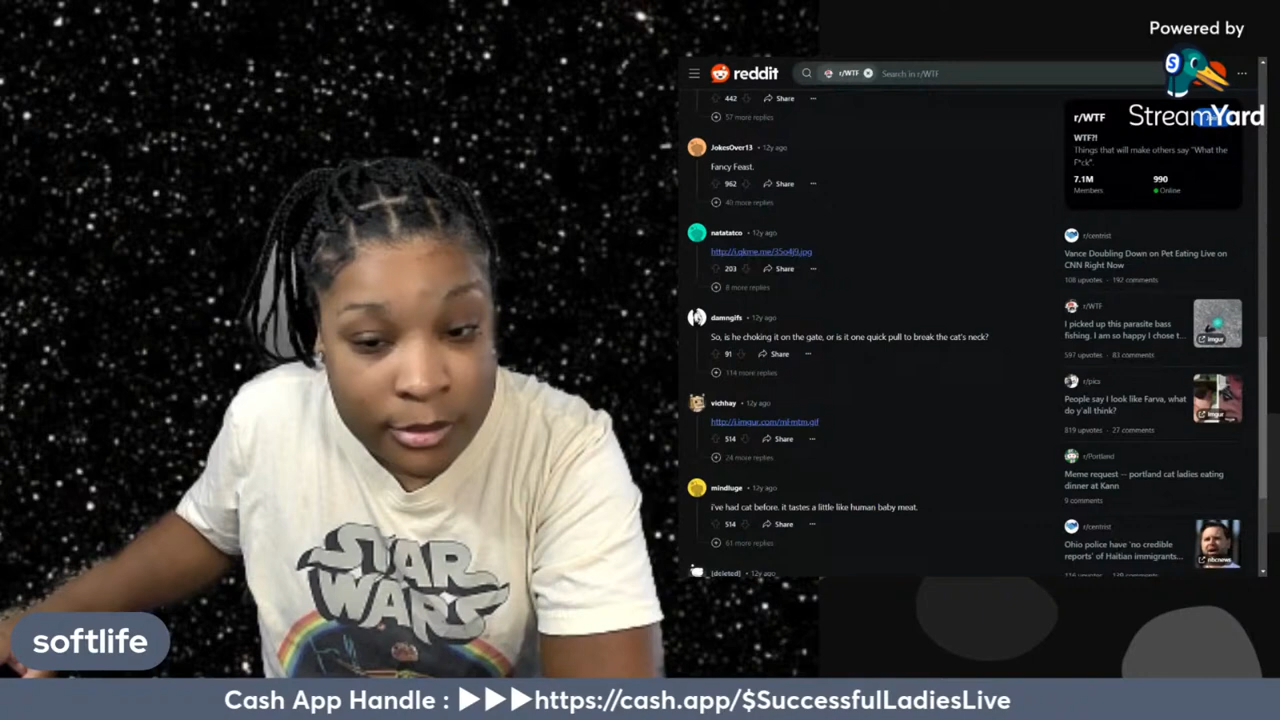 Powered by
StreamYard
reddit
r/WTF
Search in r/WTF
442
Share
57 more replies
JokesOver13 • 12y ago
Fancy Feast.
962
Share
40 more replies
natatatco
12y ago
203
Share
8 more replies
damngifs • 12y ago
So, is he choking it on the gate, or is it one quick pull to break the cat's neck?
91
Share
114 more replies
vichhay • 12y ago
514
Share
24 more replies
mindluge • 12y ago
i've had cat before. it tastes a little like human baby meat.
514
Share
61 more replies
[deleted] • 12y ago
r/WTF
WTF?!
Things that will make others say "What the
F*ck".
7.1M
990
Members
Online
r/centrist
Vance Doubling Down on Pet Eating Live on
CNN Right Now
108 upvotes • 192 comments
r/WTF
I picked up this parasite bass
fishing. I am so happy I chose t...
Imgur
597 upvotes • 83 comments
r/pics
People say I look like Farva, what
do y'all think?
Imgur
819 upvotes • 27 comments
r/Portland
Meme request -- portland cat ladies eating
dinner at Kann
9 comments
r/centrist
Ohio police have 'no credible
reports' of Haitian immigrants...
nbcnews
STAR
WARS
softlife
Cash App Handle : ▶▶▶https://cash.app/$SuccessfulLadiesLive